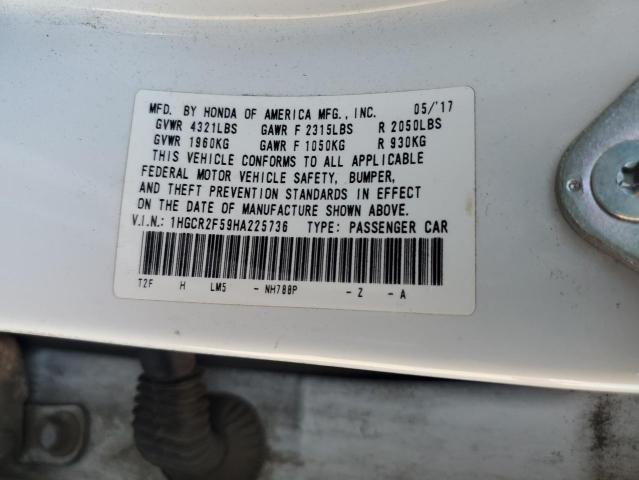 MFD. BY HONDA OF AMERICA MFG., INC. 05/'17
GVWR 4321LBS GAWR F 2315LBS R 2050LBS
GVWR 1960KG GAWR F 1050KG R 930KG
THIS VEHICLE CONFORMS TO ALL APPLICABLE
FEDERAL MOTOR VEHICLE SAFETY, BUMPER,
AND THEFT PREVENTION STANDARDS IN EFFECT
ON THE DATE OF MANUFACTURE SHOWN ABOVE.
V.I.N.: 1HGCR2F59HA225736 TYPE: PASSENGER CAR
T2F H LM5 - NH788P - Z - A